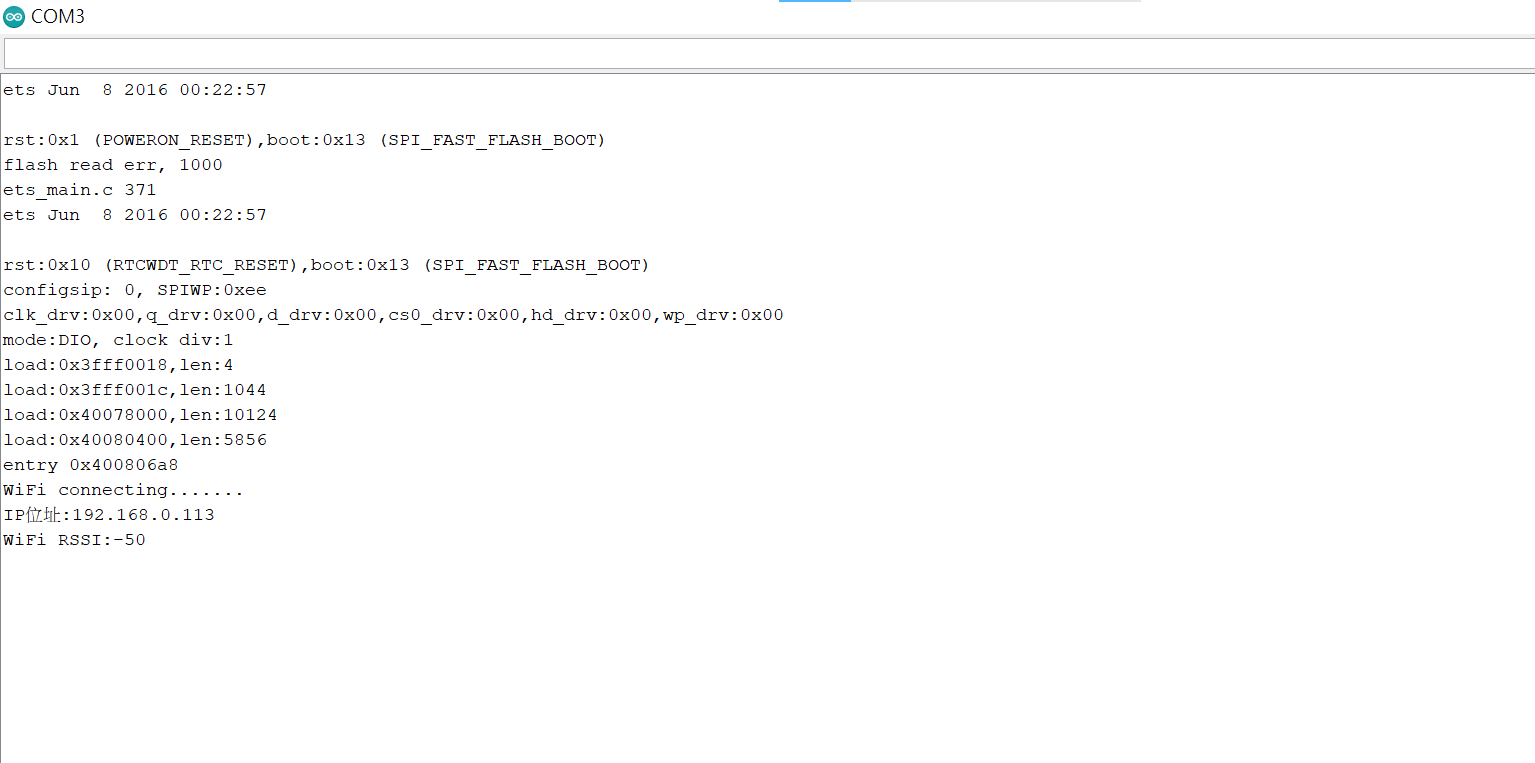 COM3
ets Jun  8 2016 00:22:57
rst:0x1 (POWERON_RESET),boot:0x13 (SPI_FAST_FLASH_BOOT)
flash read err, 1000
ets_main.c 371
ets Jun  8 2016 00:22:57
rst:0x10 (RTCWDT_RTC_RESET),boot:0x13 (SPI_FAST_FLASH_BOOT)
configsip: 0, SPIWP:0xee
clk_drv:0x00,q_drv:0x00,d_drv:0x00,cs0_drv:0x00,hd_drv:0x00,wp_drv:0x00
mode:DIO, clock div:1
load:0x3fff0018,len:4
load:0x3fff001c,len:1044
load:0x40078000,len:10124
load:0x40080400,len:5856
entry 0x400806a8
WiFi connecting.......
IP位址:192.168.0.113
WiFi RSSI:-50